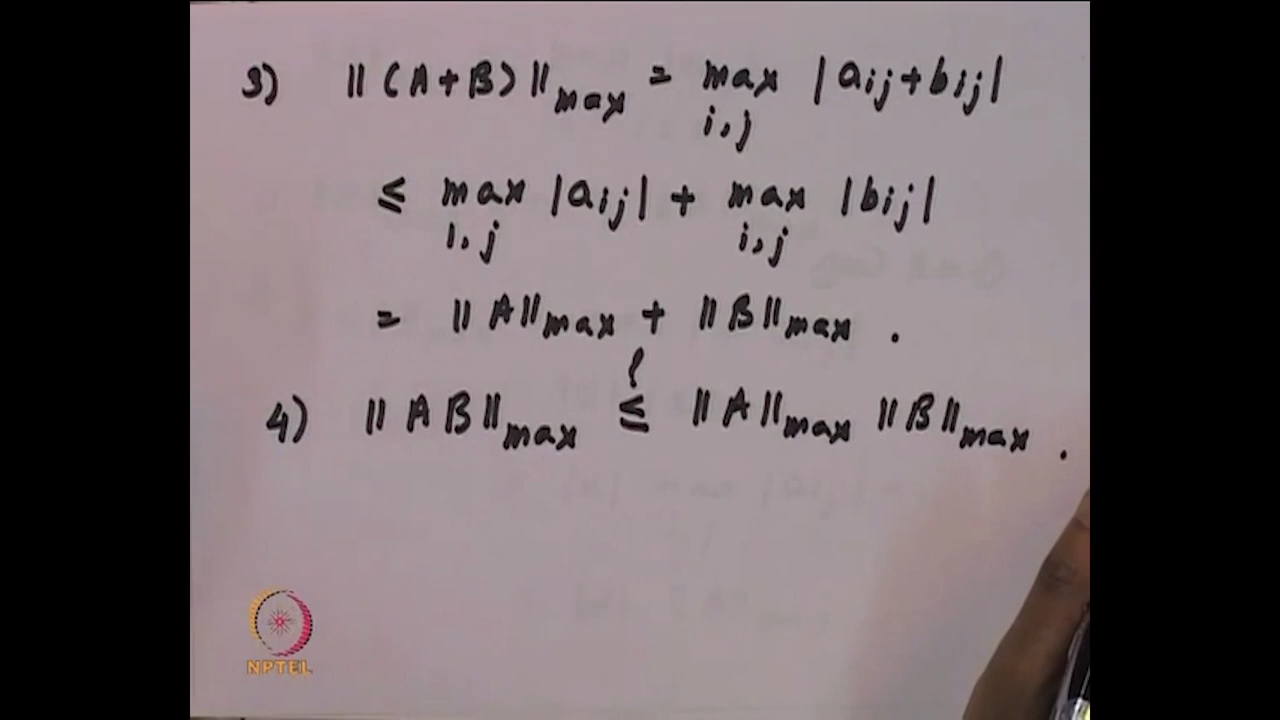 3) ||(A+B)||max = max |aij+bij|
i,j
≤ max |aij| + max |bij|
i,j i,j
= ||A||max + ||B||max .
?
4) ||AB||max ≤ ||A||max ||B||max .
NPTEL